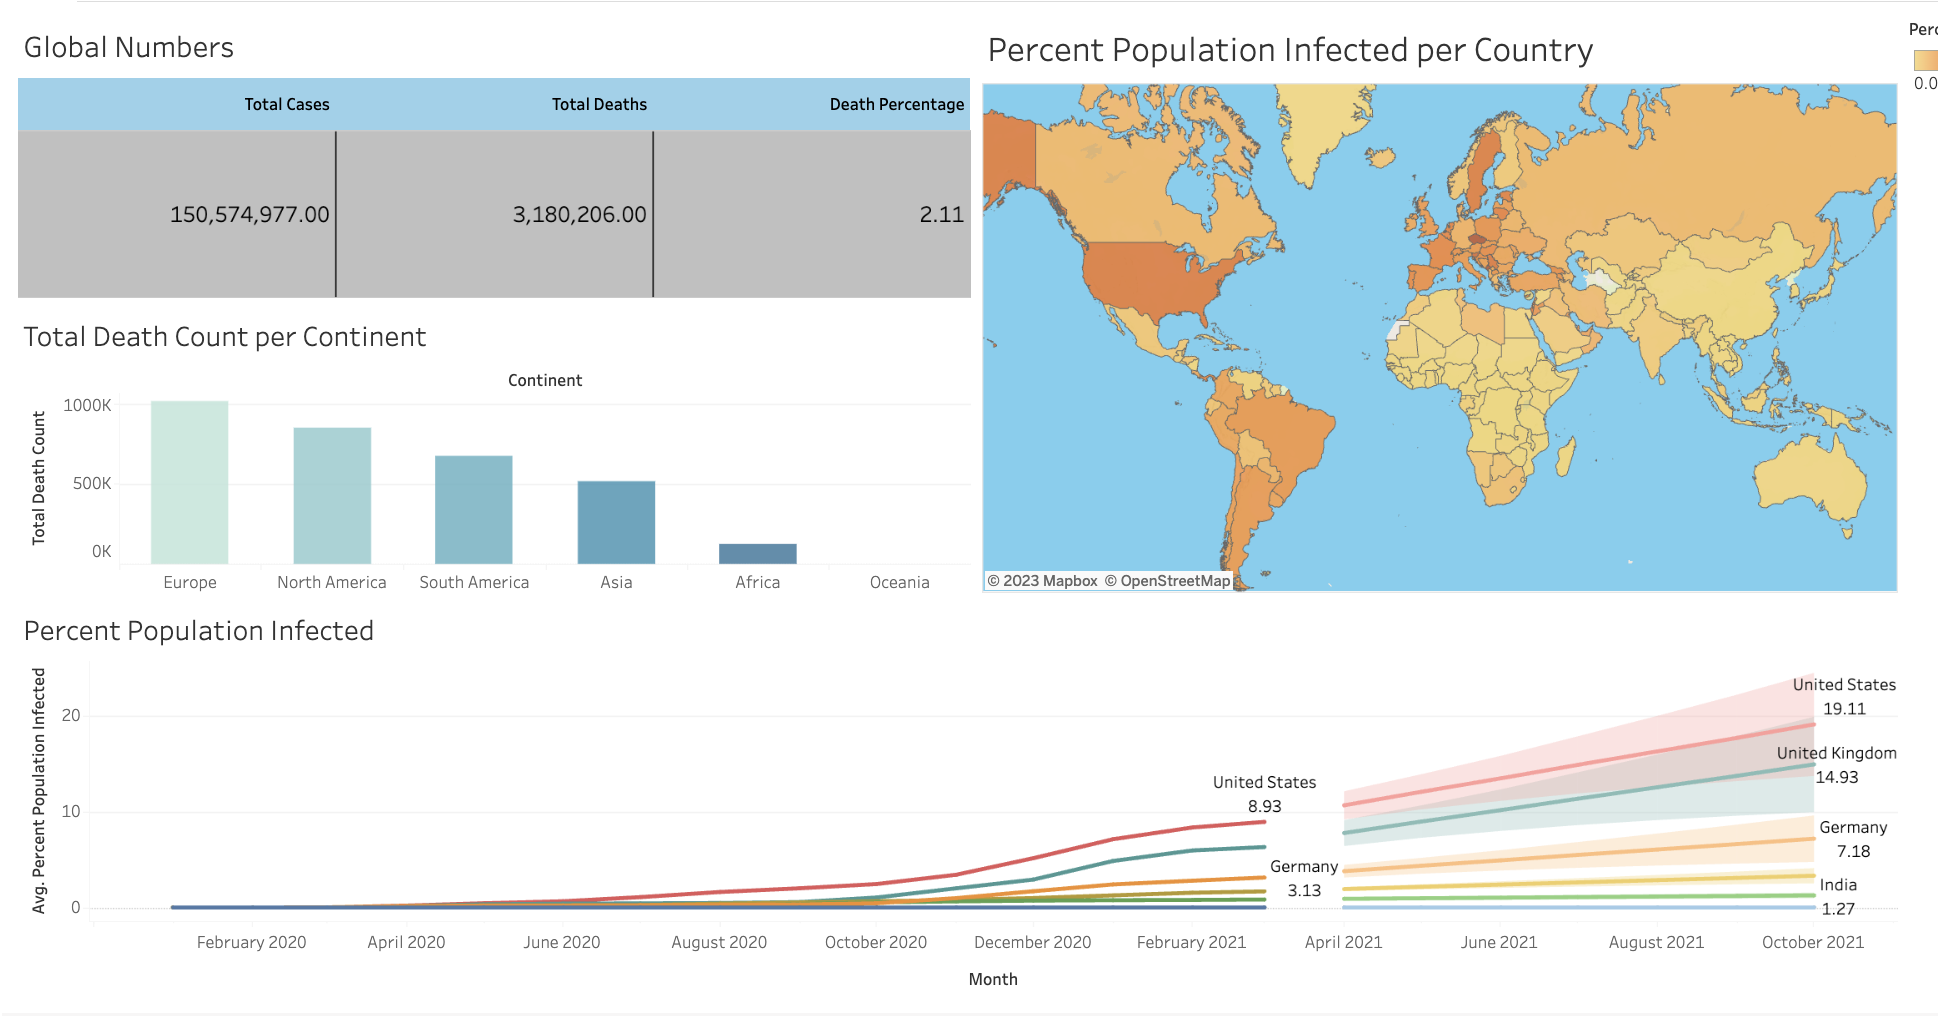 Global Numbers
Total Cases Total Deaths Death Percentage
150,574,977.00 3,180,206.00 2.11
Total Death Count per Continent
Continent
Total Death Count
1000K
500K
0K
Europe North America South America Asia Africa Oceania
Percent Population Infected per Country
© 2023 Mapbox © OpenStreetMap
Perc
0.0
Percent Population Infected
Avg. Percent Population Infected
20
10
0
United States
8.93
Germany
3.13
United States
19.11
United Kingdom
14.93
Germany
7.18
India
1.27
February 2020 April 2020 June 2020 August 2020 October 2020 December 2020 February 2021 April 2021 June 2021 August 2021 October 2021
Month